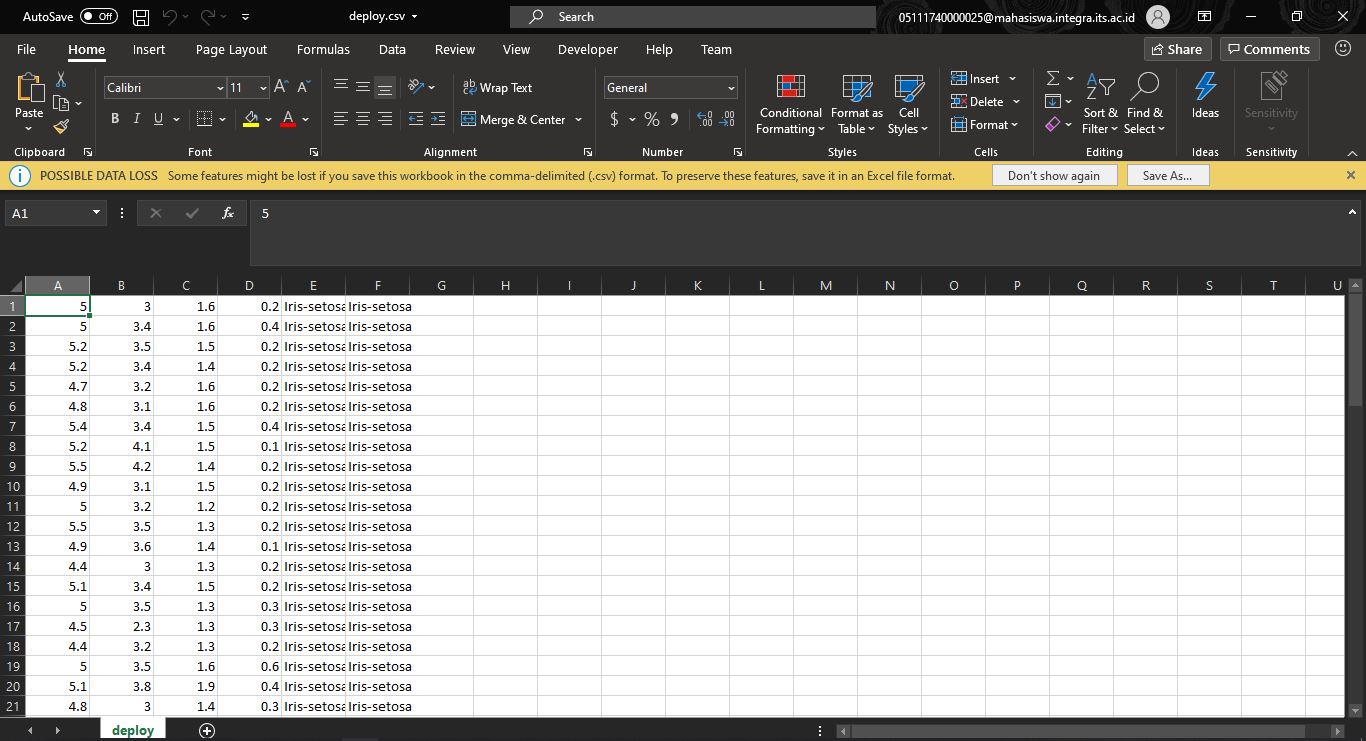 AutoSave Off deploy.csv Search 05111740000025@mahasiswa.integra.its.ac.id
File Home Insert Page Layout Formulas Data Review View Developer Help Team Share Comments
Paste
Clipboard
Calibri 11 A A
B I U A
Font
ab Wrap Text
Merge & Center
Alignment
General
$ % 9 .00 .00
Number
Conditional Formatting
Format as Table
Cell Styles
Styles
Insert
Delete
Format
Cells
Sort & Filter
Find & Select
Editing
Ideas
Ideas
Sensitivity
Sensitivity
POSSIBLE DATA LOSS Some features might be lost if you save this workbook in the comma-delimited (.csv) format. To preserve these features, save it in an Excel file format. Don't show again Save As...
A1 fx 5
A B C D E F G H I J K L M N O P Q R S T U
1 5 3 1.6 0.2 Iris-setosa Iris-setosa
2 5 3.4 1.6 0.4 Iris-setosa Iris-setosa
3 5.2 3.5 1.5 0.2 Iris-setosa Iris-setosa
4 5.2 3.4 1.4 0.2 Iris-setosa Iris-setosa
5 4.7 3.2 1.6 0.2 Iris-setosa Iris-setosa
6 4.8 3.1 1.6 0.2 Iris-setosa Iris-setosa
7 5.4 3.4 1.5 0.4 Iris-setosa Iris-setosa
8 5.2 4.1 1.5 0.1 Iris-setosa Iris-setosa
9 5.5 4.2 1.4 0.2 Iris-setosa Iris-setosa
10 4.9 3.1 1.5 0.2 Iris-setosa Iris-setosa
11 5 3.2 1.2 0.2 Iris-setosa Iris-setosa
12 5.5 3.5 1.3 0.2 Iris-setosa Iris-setosa
13 4.9 3.6 1.4 0.1 Iris-setosa Iris-setosa
14 4.4 3 1.3 0.2 Iris-setosa Iris-setosa
15 5.1 3.4 1.5 0.2 Iris-setosa Iris-setosa
16 5 3.5 1.3 0.3 Iris-setosa Iris-setosa
17 4.5 2.3 1.3 0.3 Iris-setosa Iris-setosa
18 4.4 3.2 1.3 0.2 Iris-setosa Iris-setosa
19 5 3.5 1.6 0.6 Iris-setosa Iris-setosa
20 5.1 3.8 1.9 0.4 Iris-setosa Iris-setosa
21 4.8 3 1.4 0.3 Iris-setosa Iris-setosa
deploy